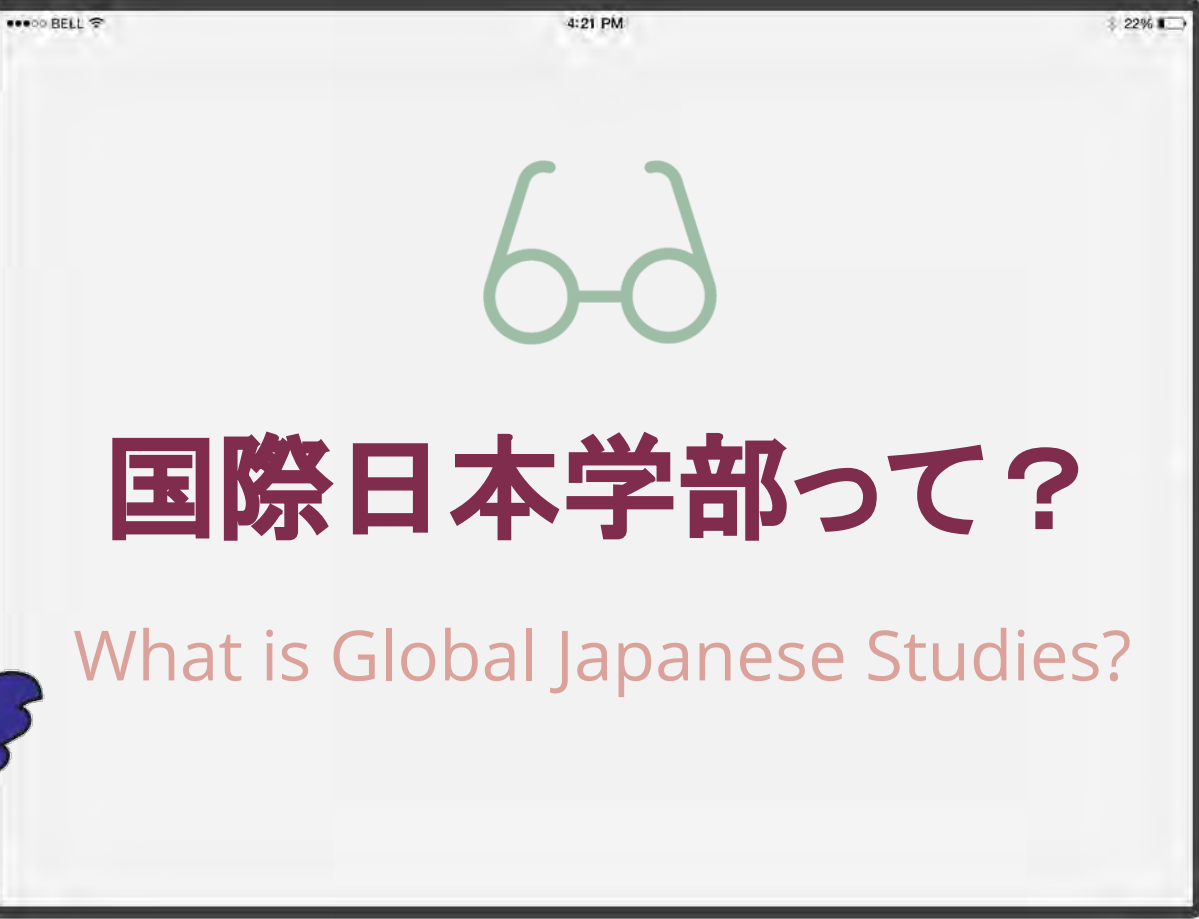 BELL 4:21 PM 22%
国際日本学部って？
What is Global Japanese Studies?